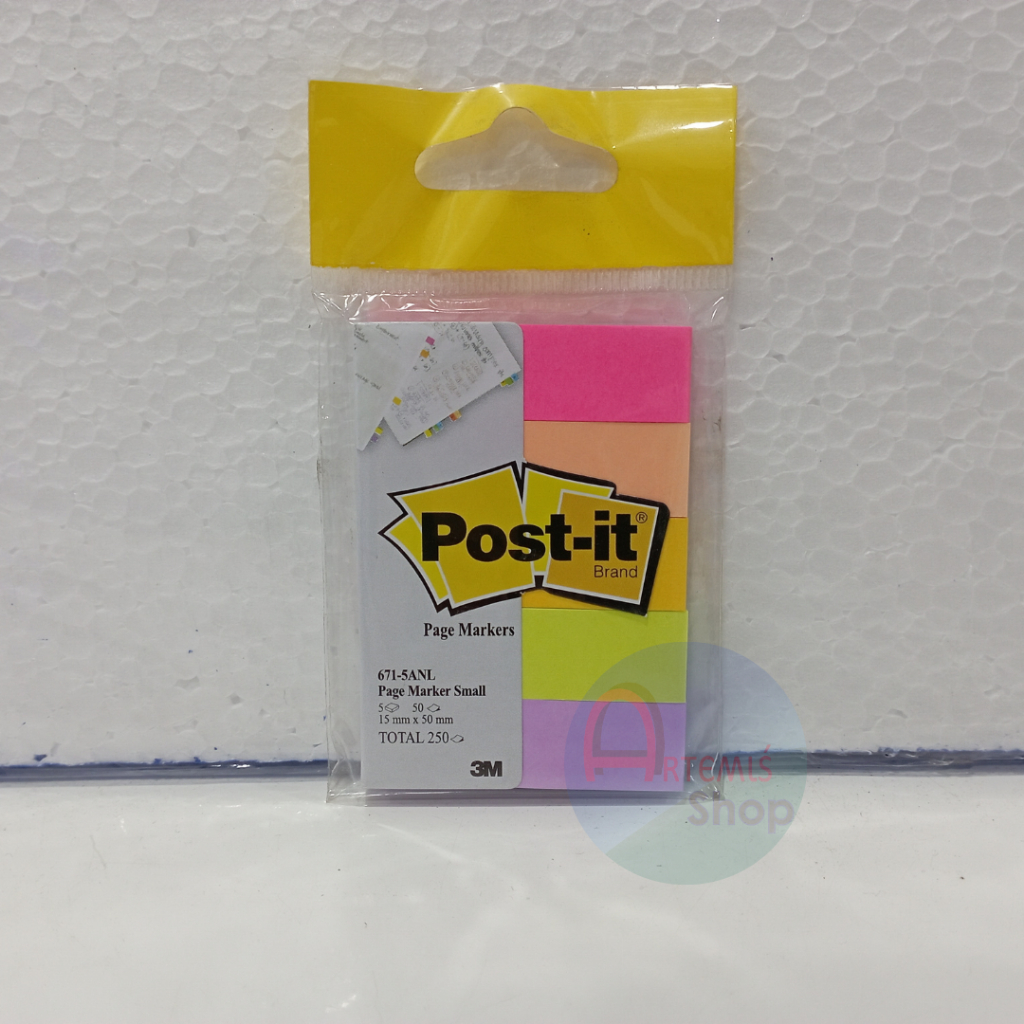 Post-it®
Brand
Page Markers
671-5ANL
Page Marker Small
5 50
15 mm x 50 mm
TOTAL 250
3M
ARTEMIS
Shop